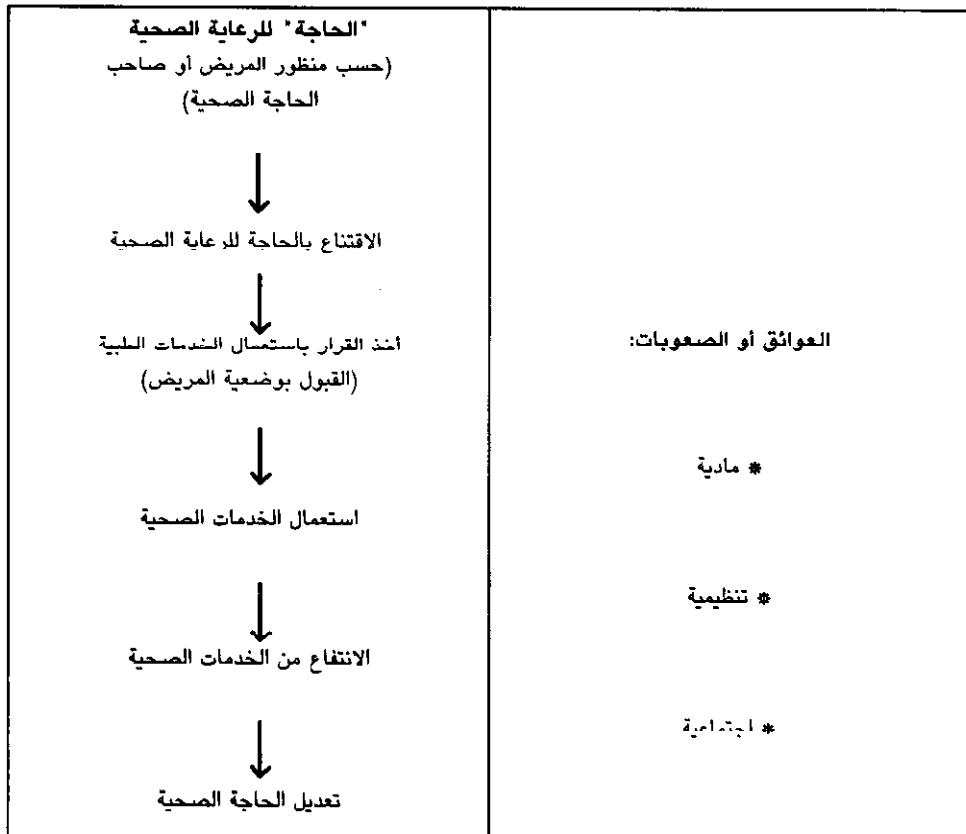 "الحاجة" للرعاية الصحية
(حسب منظور المريض أو صاحب
الحاجة الصحية)
الاقتناع بالحاجة للرعاية الصحية
أخذ القرار باستعمال الخدمات الطبية
(القبول بوضعية المريض)
استعمال الخدمات الصحية
الانتفاع من الخدمات الصحية
تعديل الحاجة الصحية
العوائق أو الصعوبات:
* مادية
* تنظيمية
* اجتماعية